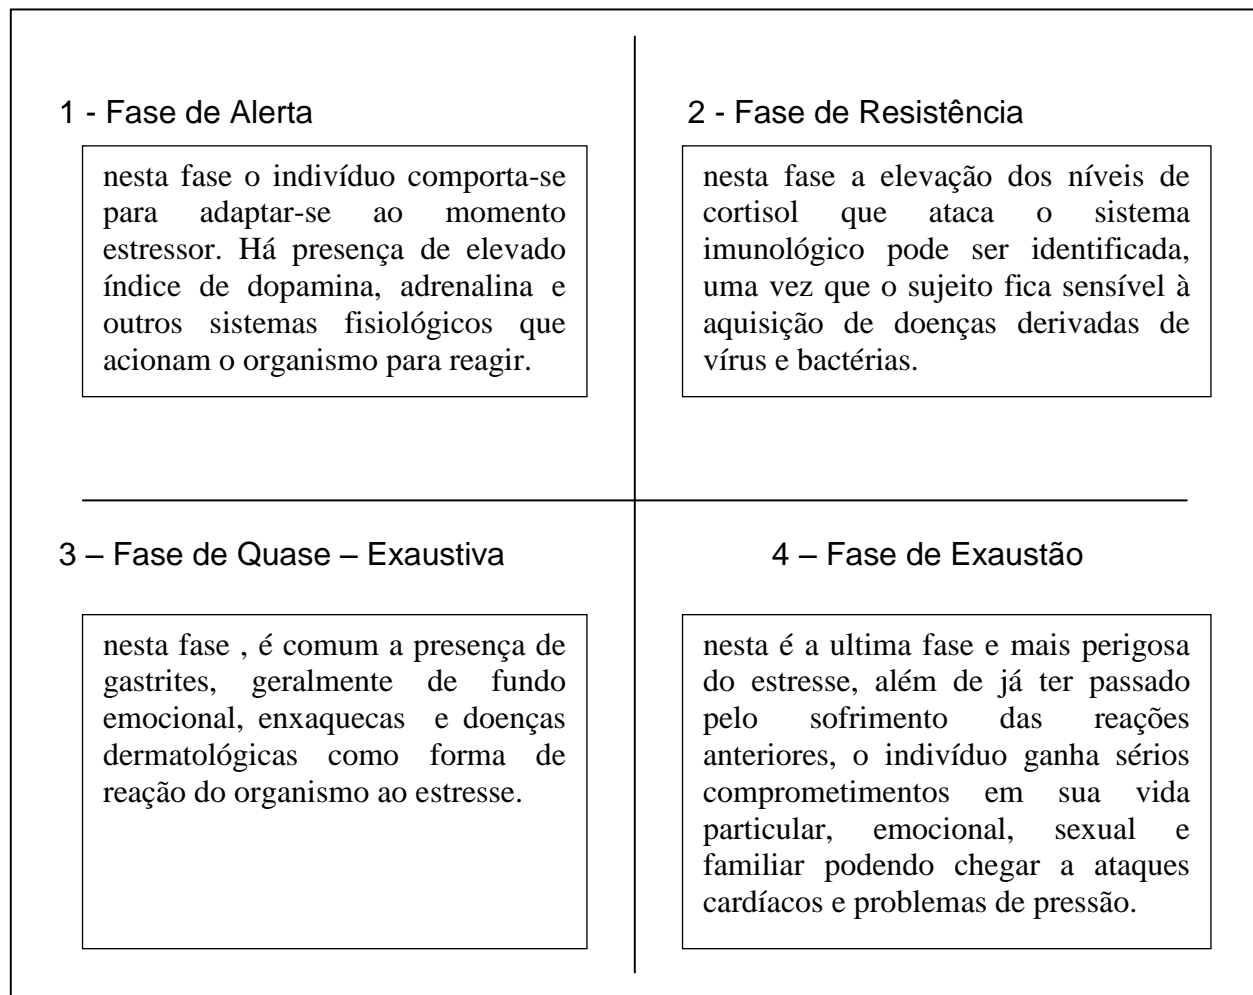 1 - Fase de Alerta
nesta fase o indivíduo comporta-se
para adaptar-se ao momento
estressor. Há presença de elevado
índice de dopamina, adrenalina e
outros sistemas fisiológicos que
acionam o organismo para reagir.
2 - Fase de Resistência
nesta fase a elevação dos níveis de
cortisol que ataca o sistema
imunológico pode ser identificada,
uma vez que o sujeito fica sensível à
aquisição de doenças derivadas de
vírus e bactérias.
3 – Fase de Quase – Exaustiva
nesta fase , é comum a presença de
gastrites, geralmente de fundo
emocional, enxaquecas e doenças
dermatológicas como forma de
reação do organismo ao estresse.
4 – Fase de Exaustão
nesta é a ultima fase e mais perigosa
do estresse, além de já ter passado
pelo sofrimento das reações
anteriores, o indivíduo ganha sérios
comprometimentos em sua vida
particular, emocional, sexual e
familiar podendo chegar a ataques
cardíacos e problemas de pressão.